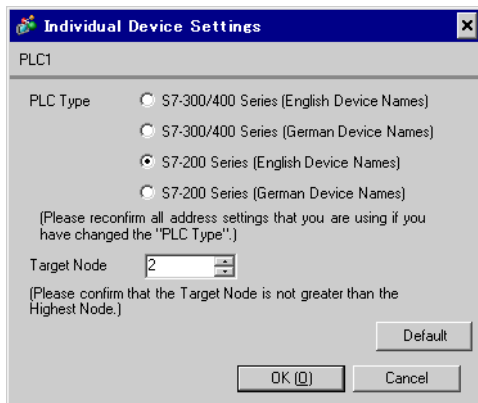 Individual Device Settings
PLC1
PLC Type
S7-300/400 Series (English Device Names)
S7-300/400 Series (German Device Names)
S7-200 Series (English Device Names)
S7-200 Series (German Device Names)
(Please reconfirm all address settings that you are using if you
have changed the "PLC Type".)
Target Node 2
(Please confirm that the Target Node is not greater than the
Highest Node.)
Default
OK (O) Cancel